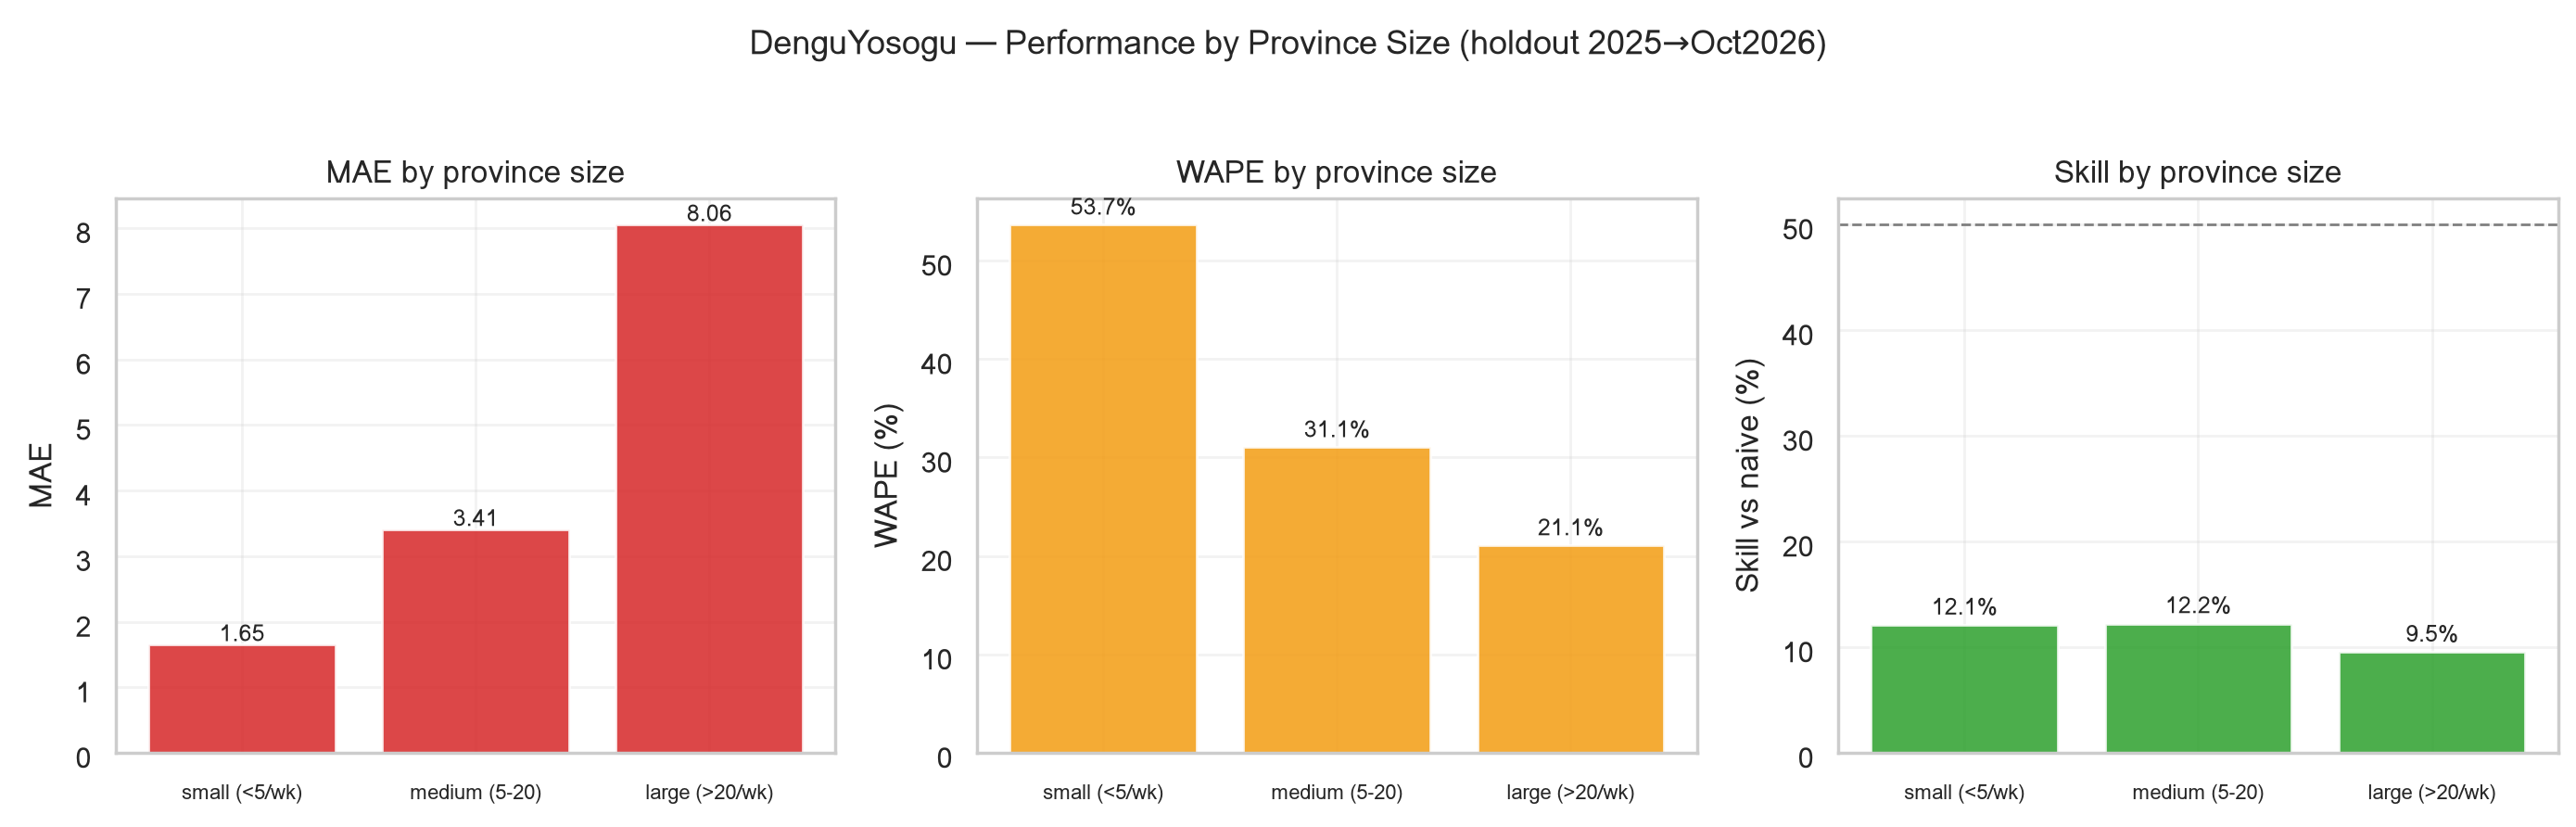 DenguYosogu — Performance by Province Size (holdout 2025→Oct2026)
MAE by province size
MAE
8
7
6
5
4
3
2
1
0
1.65
3.41
8.06
small (<5/wk)
medium (5-20)
large (>20/wk)
WAPE by province size
WAPE (%)
50
40
30
20
10
0
53.7%
31.1%
21.1%
small (<5/wk)
medium (5-20)
large (>20/wk)
Skill by province size
Skill vs naive (%)
50
40
30
20
10
0
12.1%
12.2%
9.5%
small (<5/wk)
medium (5-20)
large (>20/wk)